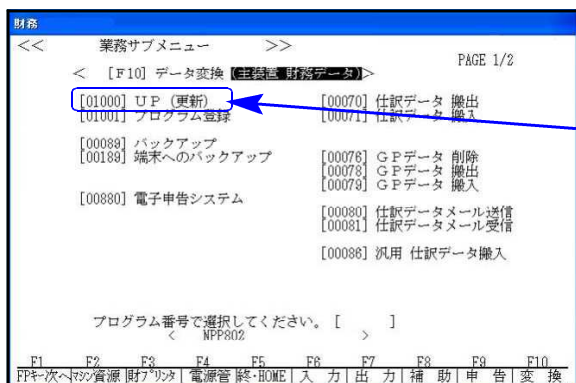 財務
<< 業務サブメニュー >>
PAGE 1/2
< [F10] データ変換 (主装置 財務データ)>
[01000] UP (更新) [00070] 仕訳データ 搬出
[01001] プログラム登録 [00071] 仕訳データ 搬入
[00089] バックアップ
[00189] 端末へのバックアップ [00076] GPデータ 削除
[00078] GPデータ 搬出
[00079] GPデータ 搬入
[00880] 電子申告システム
[00080] 仕訳データメール送信
[00081] 仕訳データメール受信
[00086] 汎用 仕訳データ搬入
プログラム番号で選択してください。 [ ]
< NPP802 >
F1 F2 F3 F4 F5 F6 F7 F8 F9 F10
FPキー次へ|マシン資源|財プリンタ|電源管|終・HOME|入 力|出 力|補 助|申 告|変 換